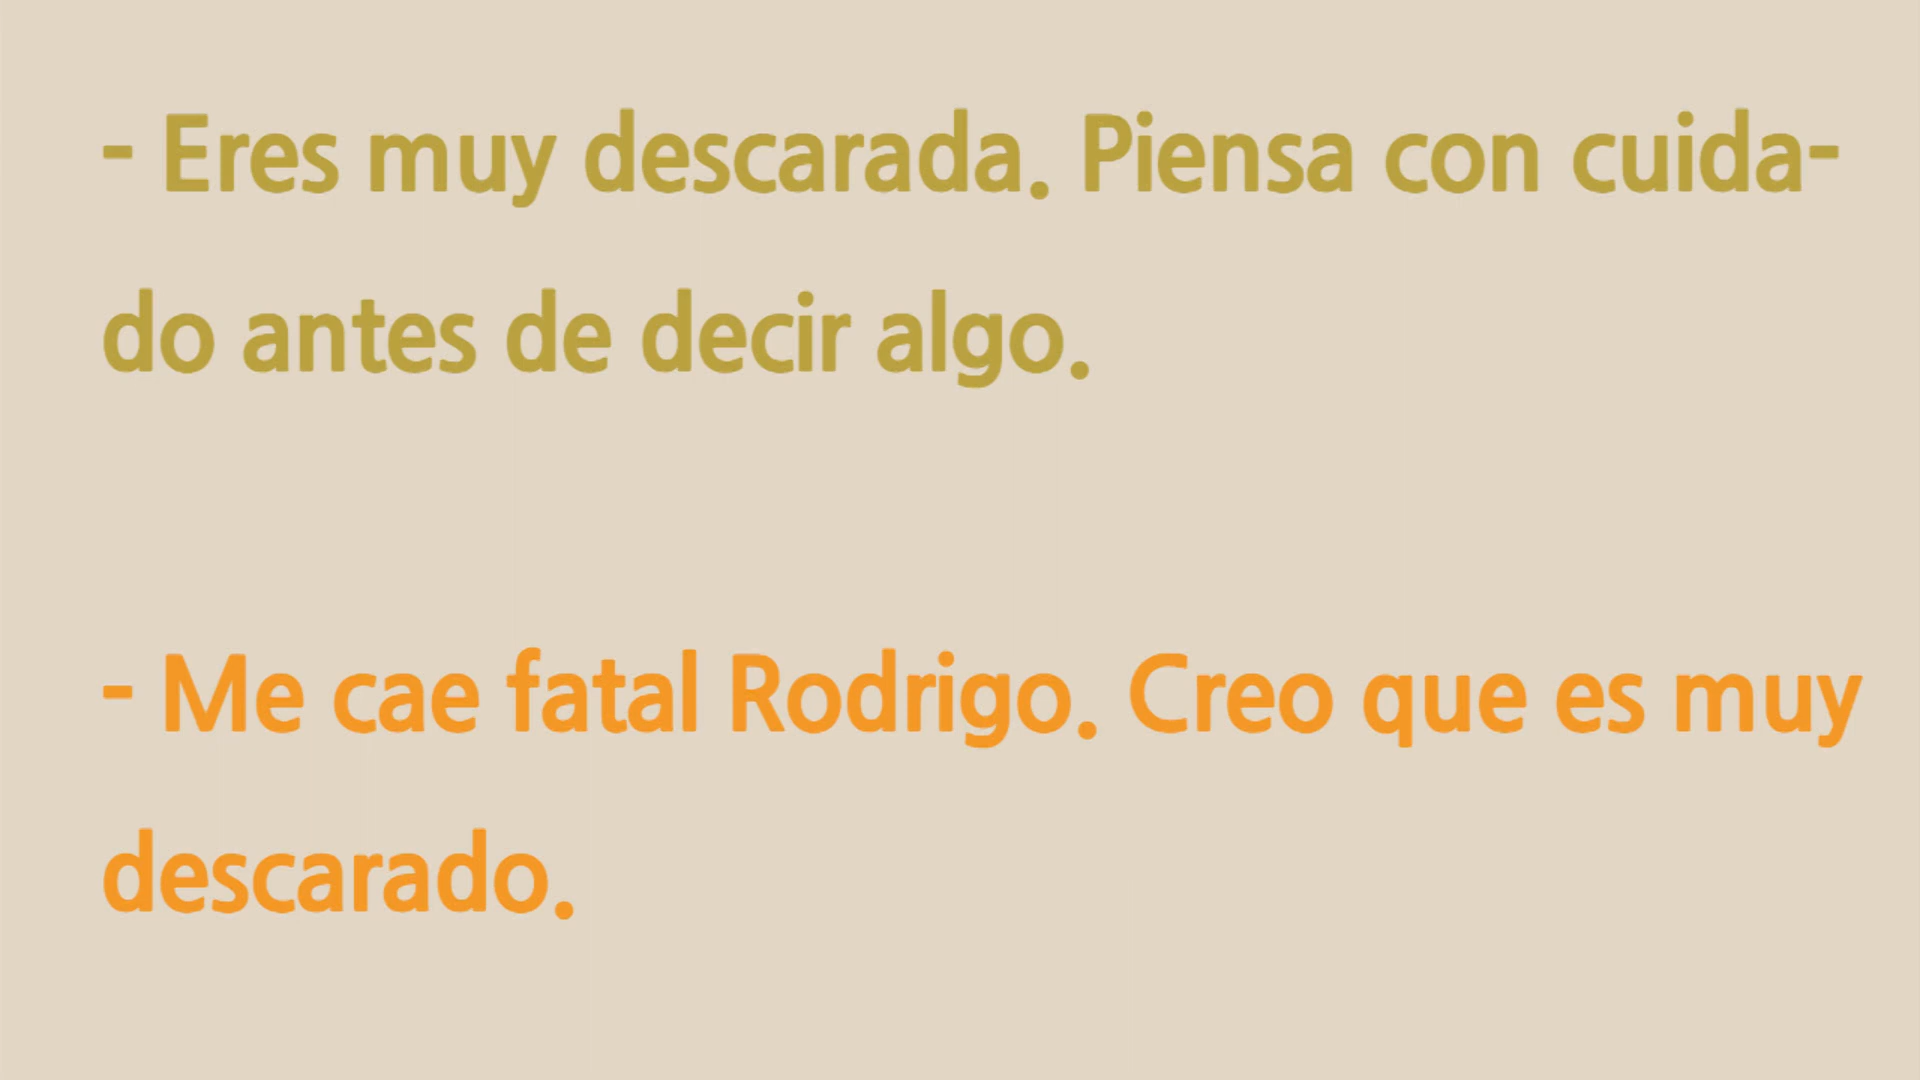 - Eres muy descarada. Piensa con cuida-
do antes de decir algo.
- Me cae fatal Rodrigo. Creo que es muy
descarado.